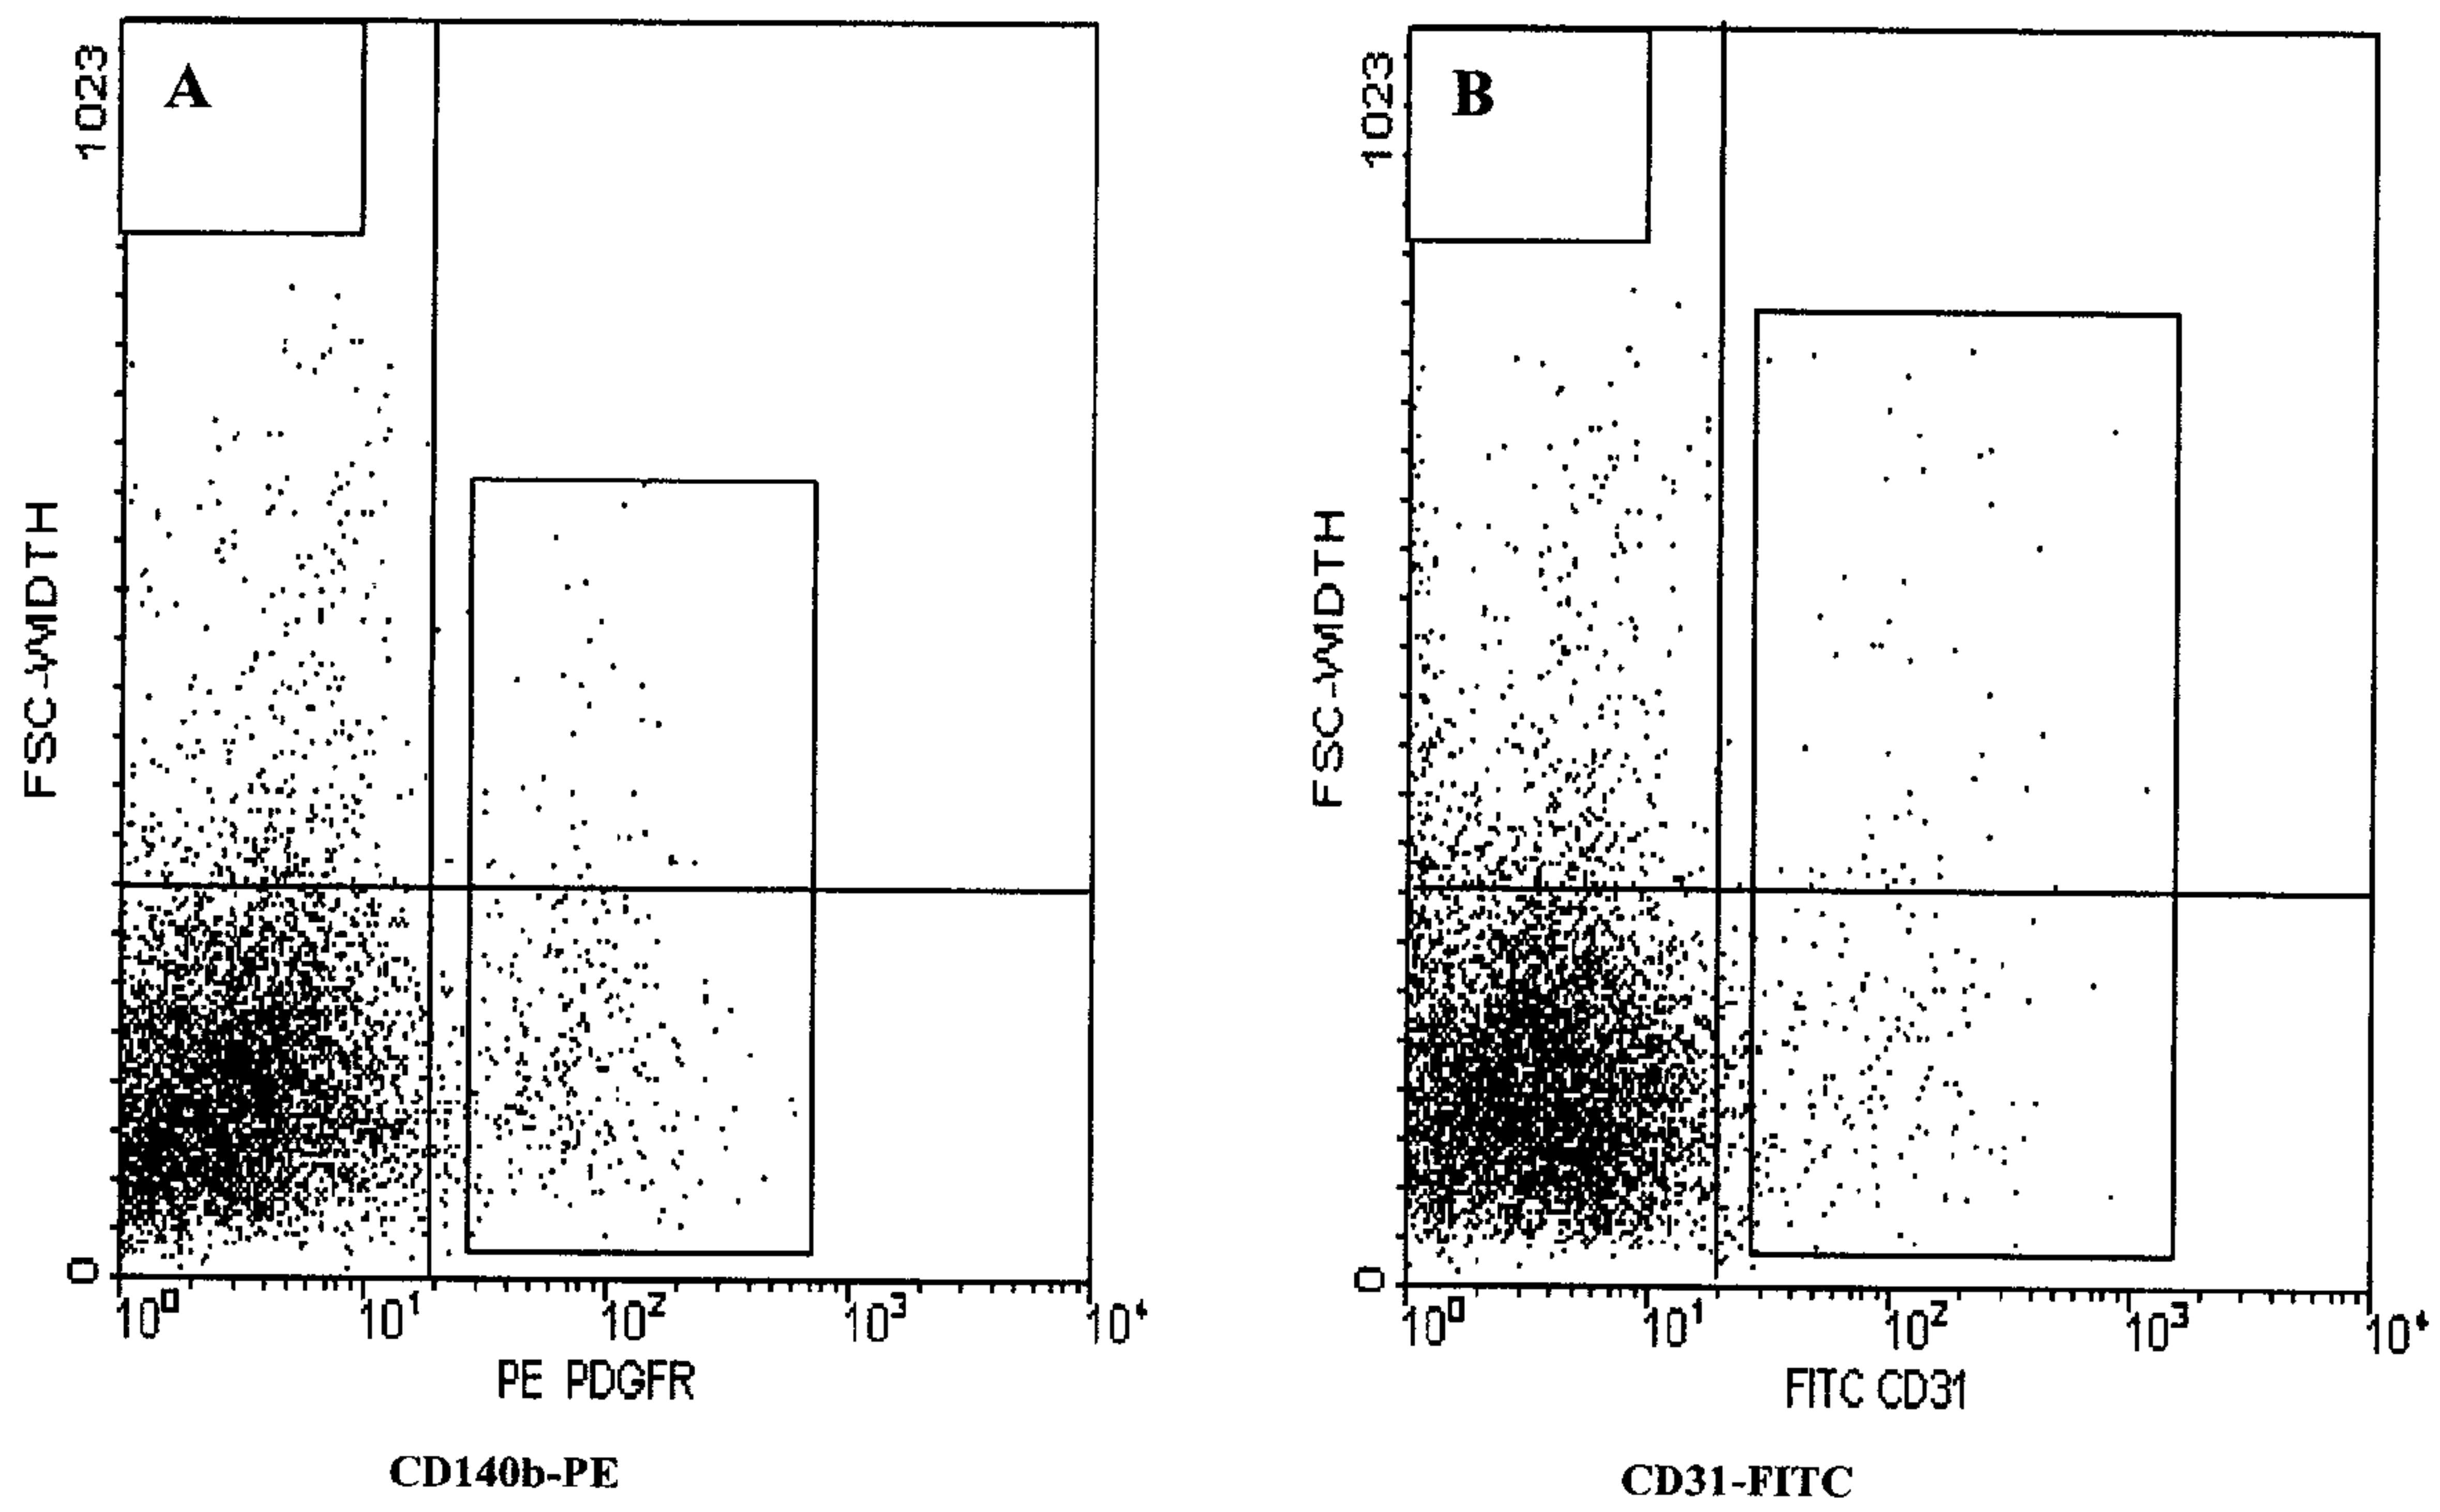 A
1023
FSC-WIDTH
0
10⁰ 10¹ 10² 10³ 10⁴
PE PDGFR
CD140b-PE
B
1023
FSC-WIDTH
0
10⁰ 10¹ 10² 10³ 10⁴
FITC CD31
CD31-FITC